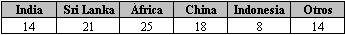 India Sri Lanka África China Indonesia Otros
14 21 25 18 8 14